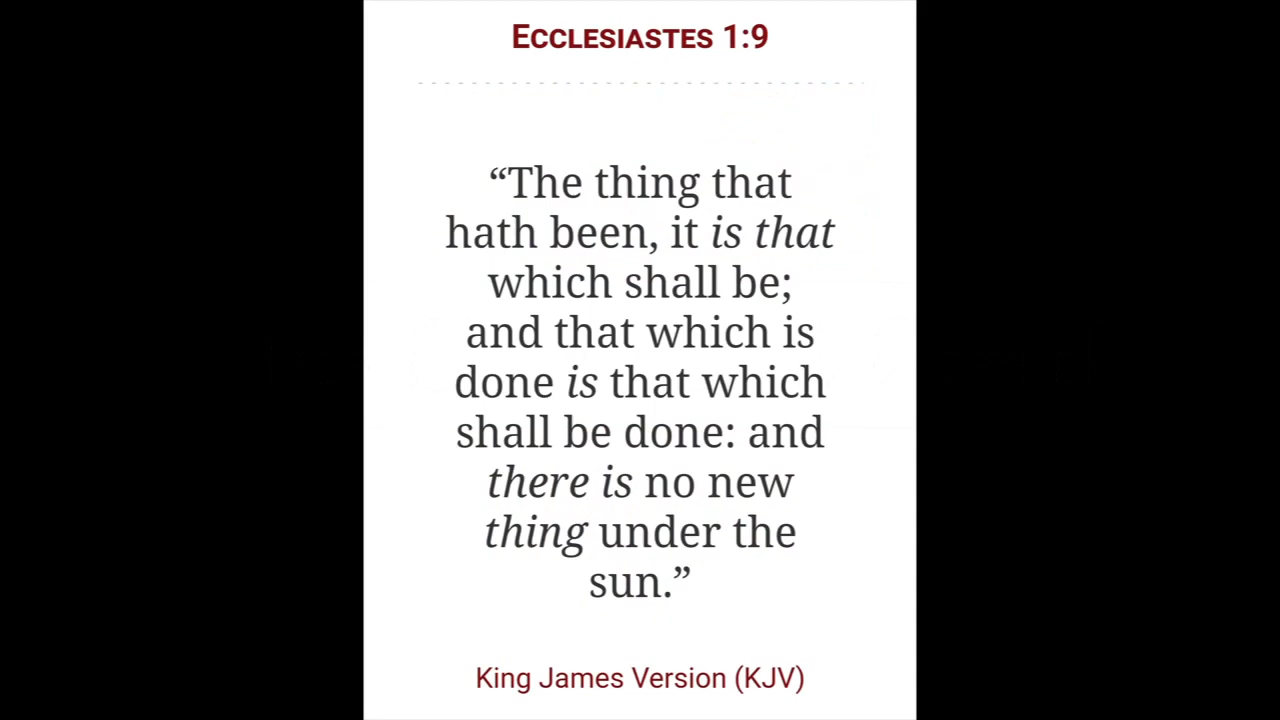 Ecclesiastes 1:9
“The thing that
hath been, it is that
which shall be;
and that which is
done is that which
shall be done: and
there is no new
thing under the
sun.”
King James Version (KJV)